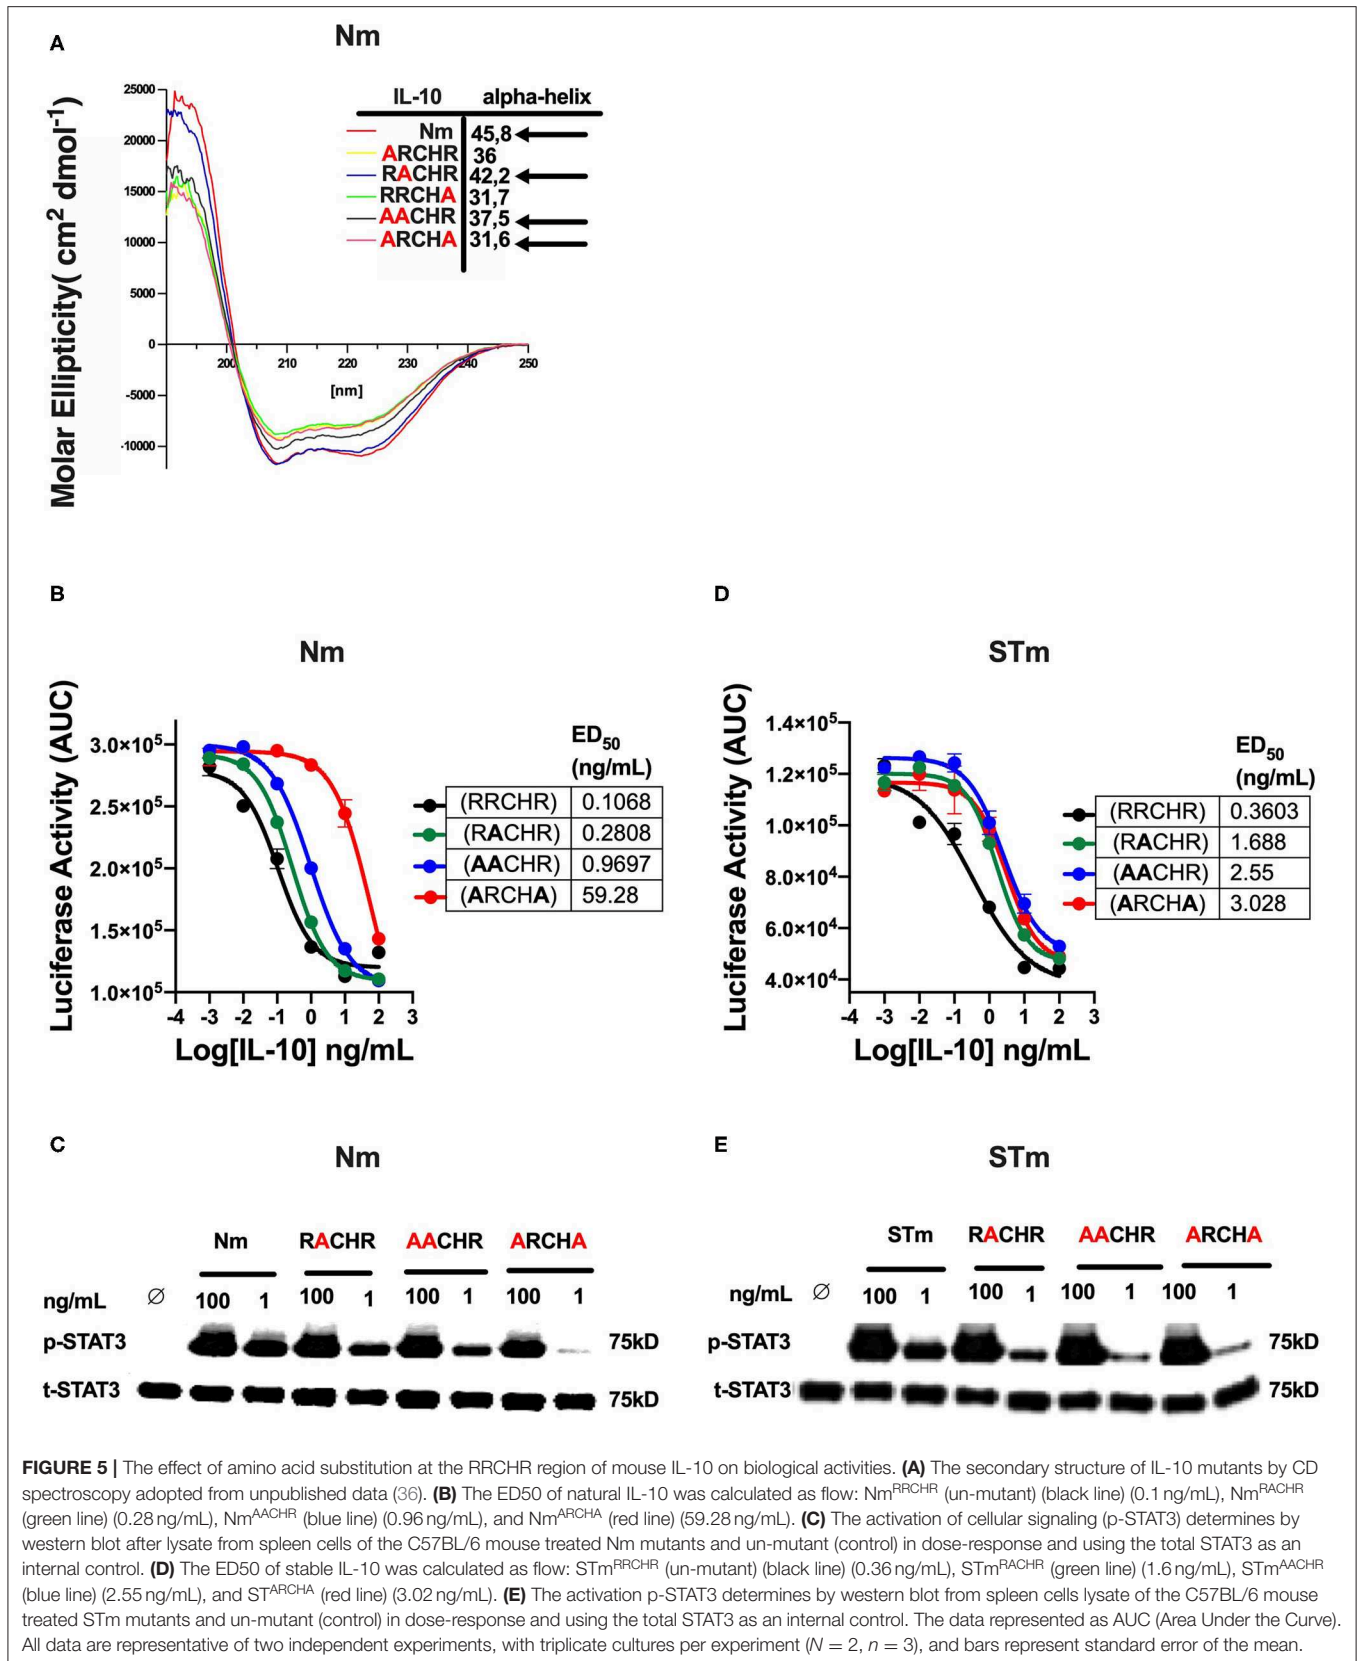 A
Nm
Molar Ellipticity( cm2 dmol-1)
25000
20000
15000
10000
5000
0
-5000
-10000
200 210 220 230 240 250
[nm]
IL-10 alpha-helix
Nm 45,8
ARCHR 36
RACHR 42,2
RRCHA 31,7
AACHR 37,5
ARCHA 31,6
B
Nm
Luciferase Activity (AUC)
3.0×10⁵
2.5×10⁵
2.0×10⁵
1.5×10⁵
1.0×10⁵
-4 -3 -2 -1 0 1 2 3
Log[IL-10] ng/mL
ED50
(ng/mL)
(RRCHR) 0.1068
(RACHR) 0.2808
(AACHR) 0.9697
(ARCHA) 59.28
D
STm
Luciferase Activity (AUC)
1.4×10⁵
1.2×10⁵
1.0×10⁵
8.0×10⁴
6.0×10⁴
4.0×10⁴
-4 -3 -2 -1 0 1 2 3
Log[IL-10] ng/mL
ED50
(ng/mL)
(RRCHR) 0.3603
(RACHR) 1.688
(AACHR) 2.55
(ARCHA) 3.028
C
Nm
Nm RACHR AACHR ARCHA
ng/mL ∅ 100 1 100 1 100 1 100 1
p-STAT3 75kD
t-STAT3 75kD
E
STm
STm RACHR AACHR ARCHA
ng/mL ∅ 100 1 100 1 100 1 100 1
p-STAT3 75kD
t-STAT3 75kD
FIGURE 5 | The effect of amino acid substitution at the RRCHR region of mouse IL-10 on biological activities. (A) The secondary structure of IL-10 mutants by CD
spectroscopy adopted from unpublished data (36). (B) The ED50 of natural IL-10 was calculated as flow: NmRRCHR (un-mutant) (black line) (0.1 ng/mL), NmRACHR
(green line) (0.28 ng/mL), NmAACHR (blue line) (0.96 ng/mL), and NmARCHA (red line) (59.28 ng/mL). (C) The activation of cellular signaling (p-STAT3) determines by
western blot after lysate from spleen cells of the C57BL/6 mouse treated Nm mutants and un-mutant (control) in dose-response and using the total STAT3 as an
internal control. (D) The ED50 of stable IL-10 was calculated as flow: STmRRCHR (un-mutant) (black line) (0.36 ng/mL), STmRACHR (green line) (1.6 ng/mL), STmAACHR
(blue line) (2.55 ng/mL), and STARCHA (red line) (3.02 ng/mL). (E) The activation p-STAT3 determines by western blot from spleen cells lysate of the C57BL/6 mouse
treated STm mutants and un-mutant (control) in dose-response and using the total STAT3 as an internal control. The data represented as AUC (Area Under the Curve).
All data are representative of two independent experiments, with triplicate cultures per experiment (N = 2, n = 3), and bars represent standard error of the mean.